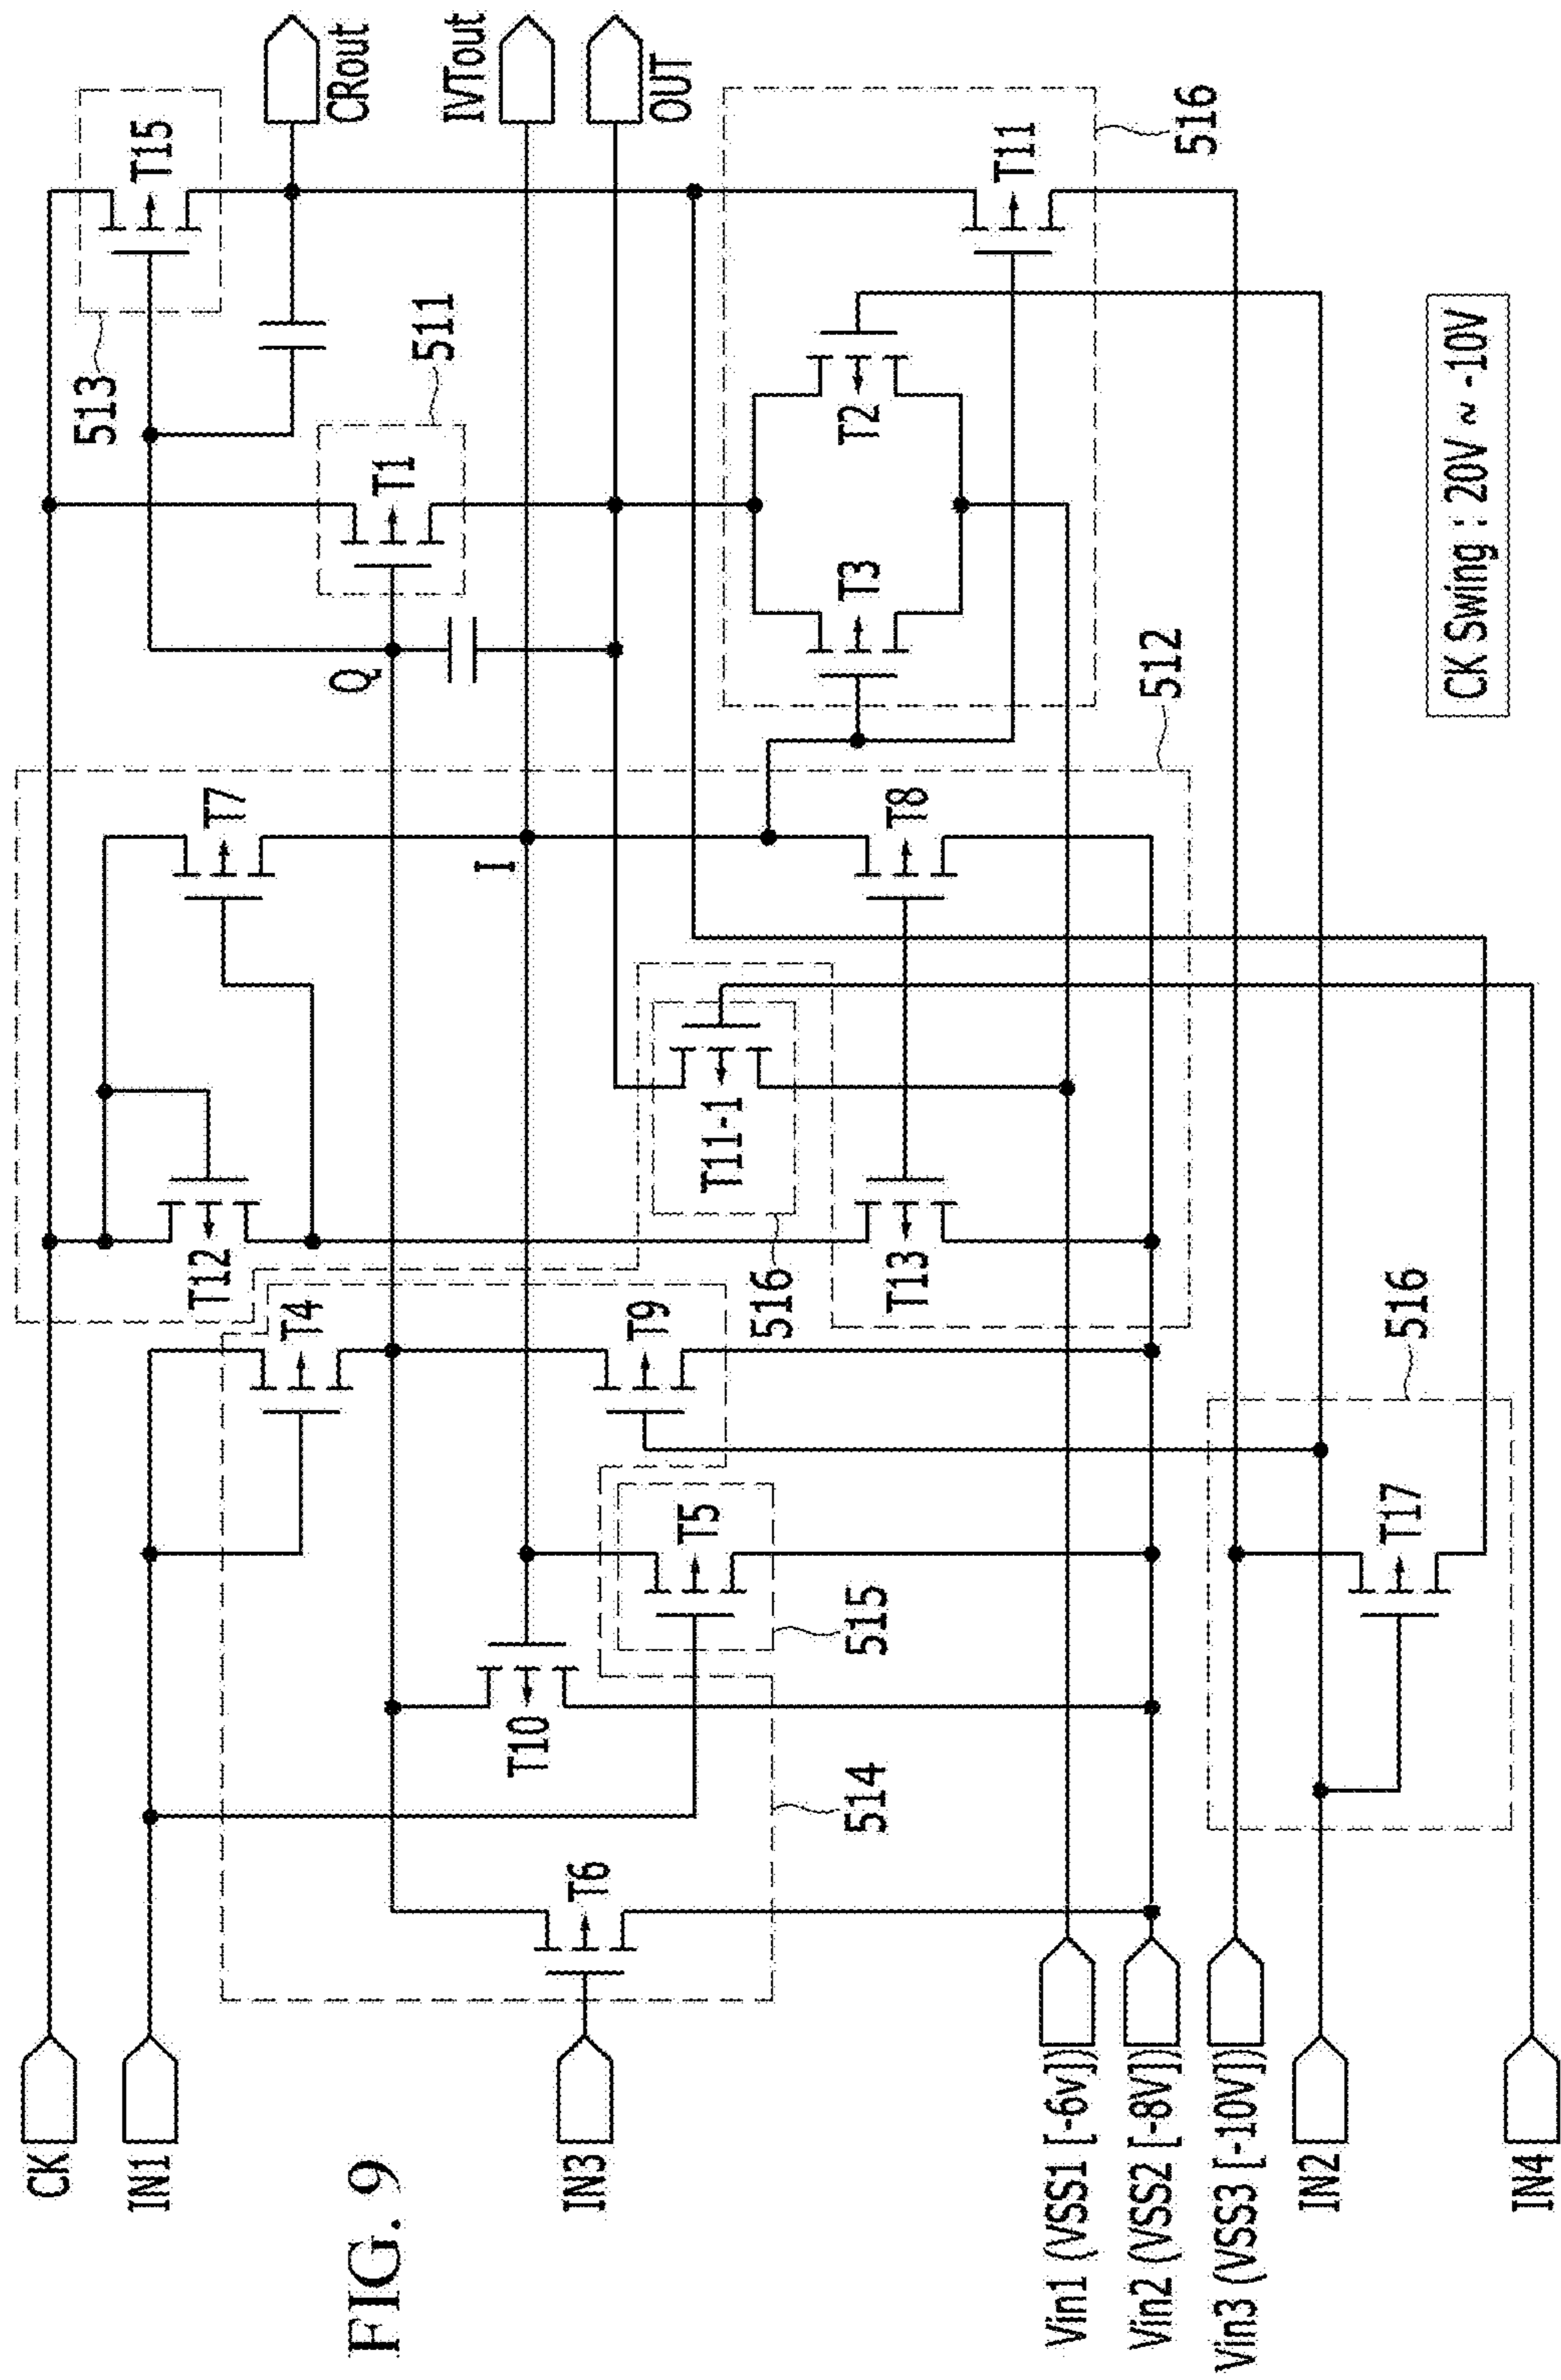 FIG. 9
CK
IN1
IN3
Vin1 (VSS1 [-6v])
Vin2 (VSS2 [-8V])
Vin3 (VSS3 [-10V])
IN2
IN4
514
T6
T10
515
T5
T4
T9
516
T17
T12
516
T11-1
T13
T7
I
T8
512
Q
T1
511
T3
T2
513
T15
T11
516
CRout
IVTout
OUT
CK Swing : 20V ~ -10V